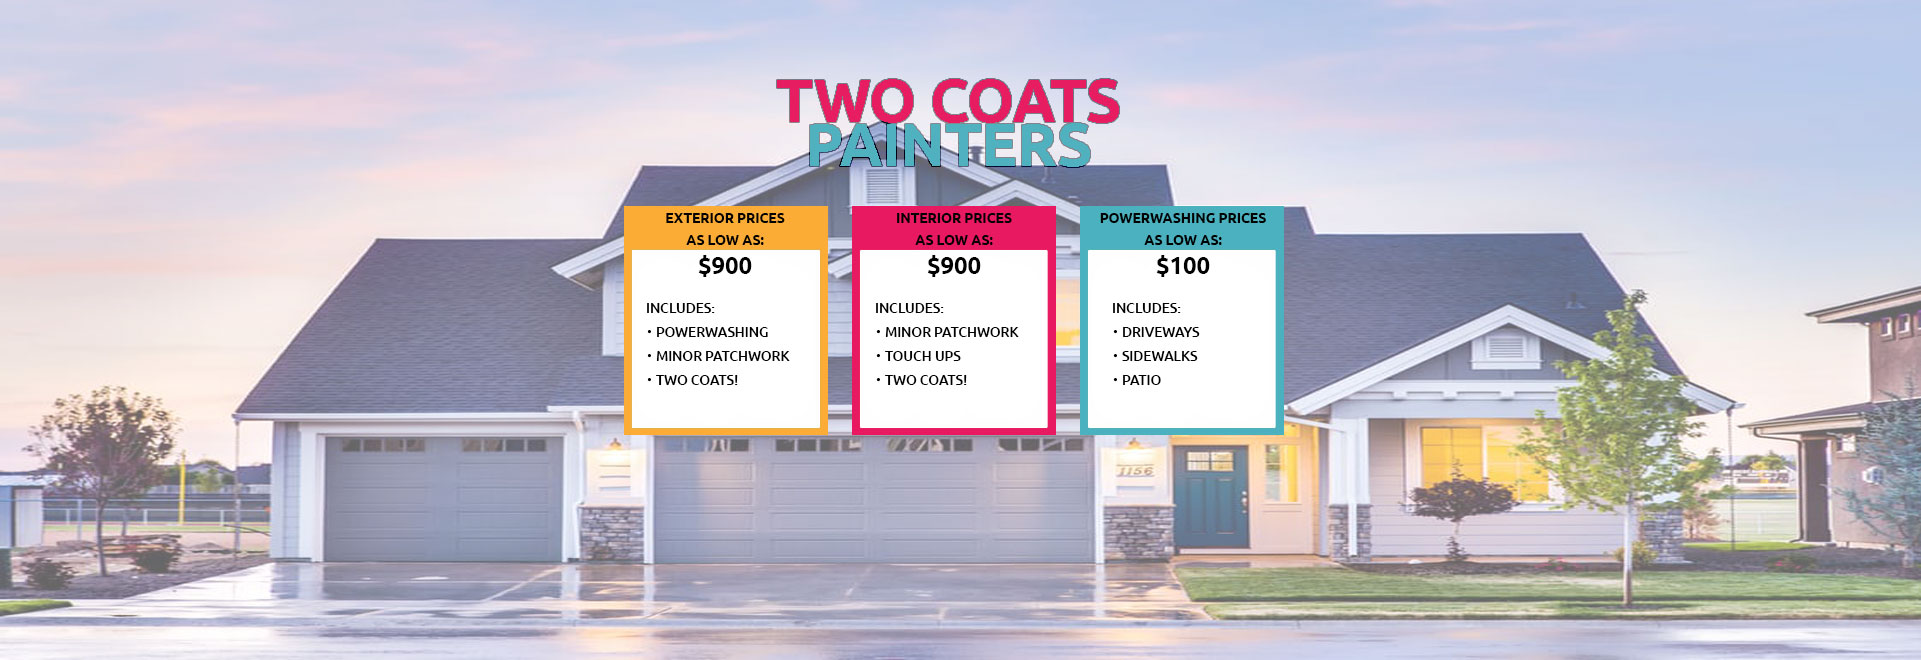 TWO COATS
PAINTERS
EXTERIOR PRICES
AS LOW AS:
$900
INCLUDES:
• POWERWASHING
• MINOR PATCHWORK
• TWO COATS!
INTERIOR PRICES
AS LOW AS:
$900
INCLUDES:
• MINOR PATCHWORK
• TOUCH UPS
• TWO COATS!
POWERWASHING PRICES
AS LOW AS:
$100
INCLUDES:
• DRIVEWAYS
• SIDEWALKS
• PATIO
1156